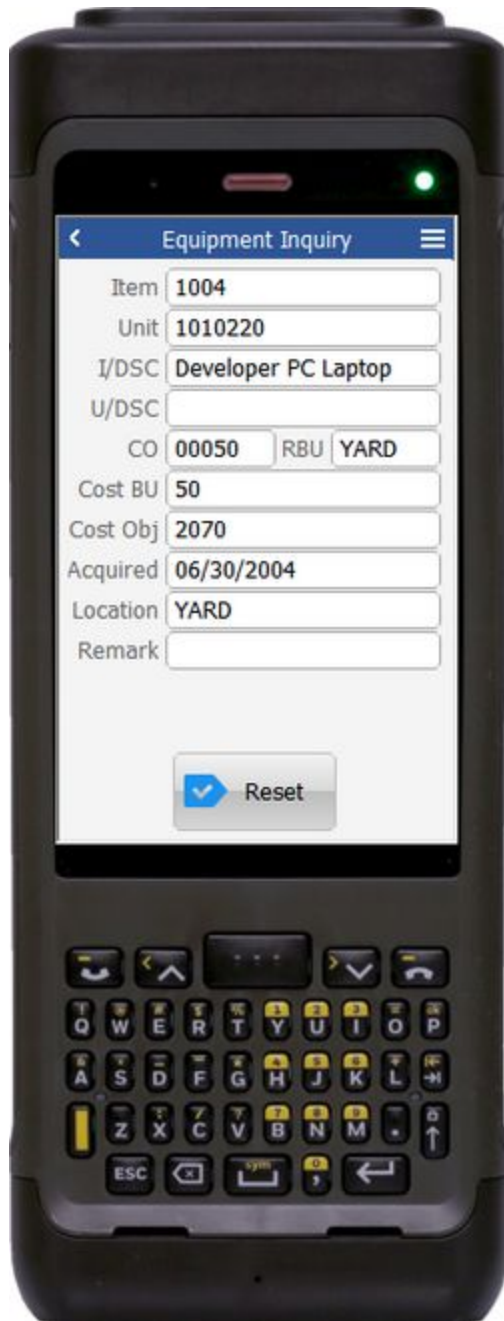 Equipment Inquiry
Item 1004
Unit 1010220
I/DSC Developer PC Laptop
U/DSC
CO 00050 RBU YARD
Cost BU 50
Cost Obj 2070
Acquired 06/30/2004
Location YARD
Remark
Reset
Q W E R T Y U I O P
A S D F G H J K L
Z X C V B N M .
ESC sym ,